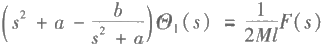 (s² + a − b/(s² + a)) Θ₁(s) = 1/(2Ml) F(s)